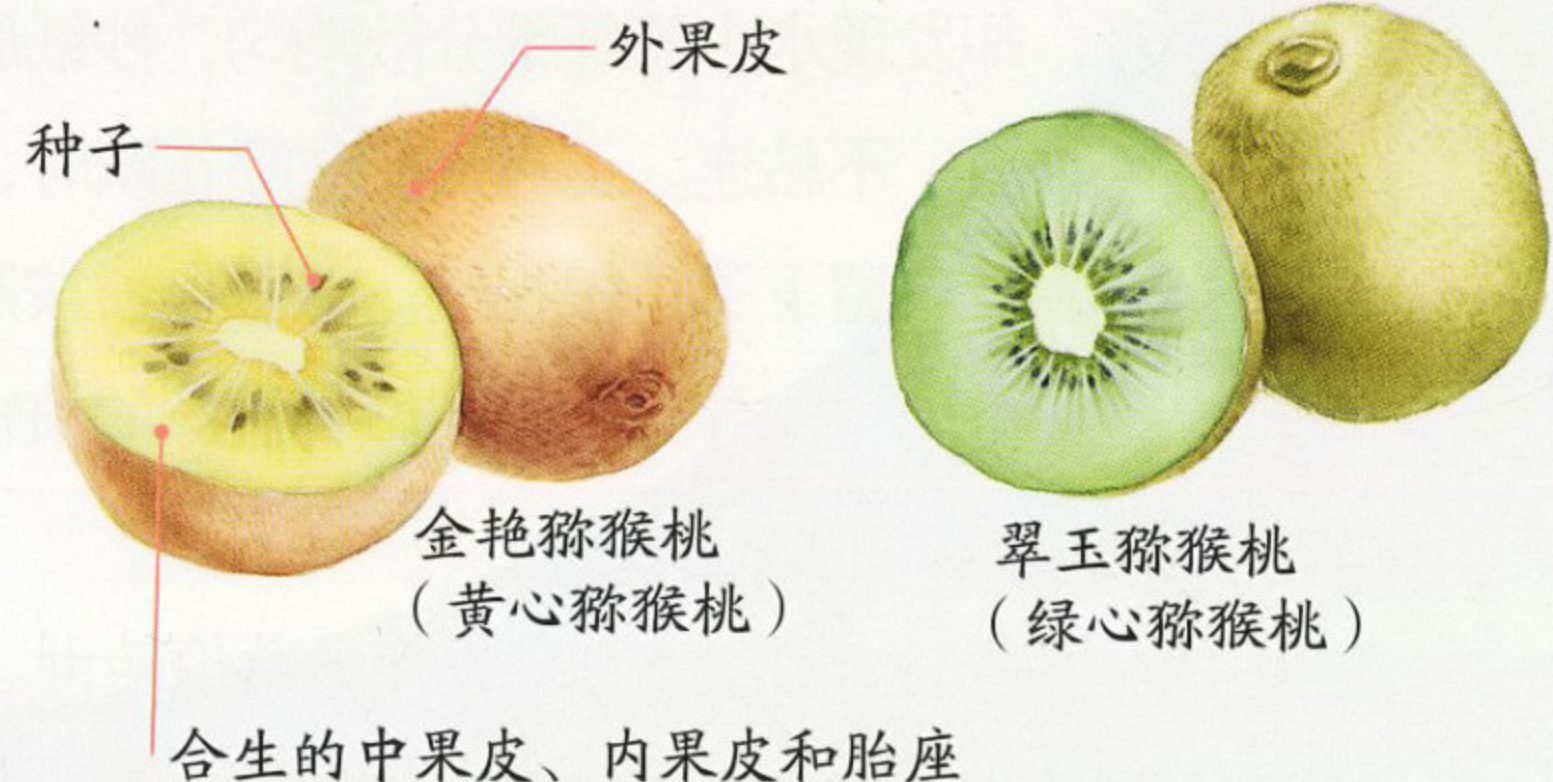 外果皮
种子
金艳猕猴桃
(黄心猕猴桃)
翠玉猕猴桃
(绿心猕猴桃)
合生的中果皮、内果皮和胎座